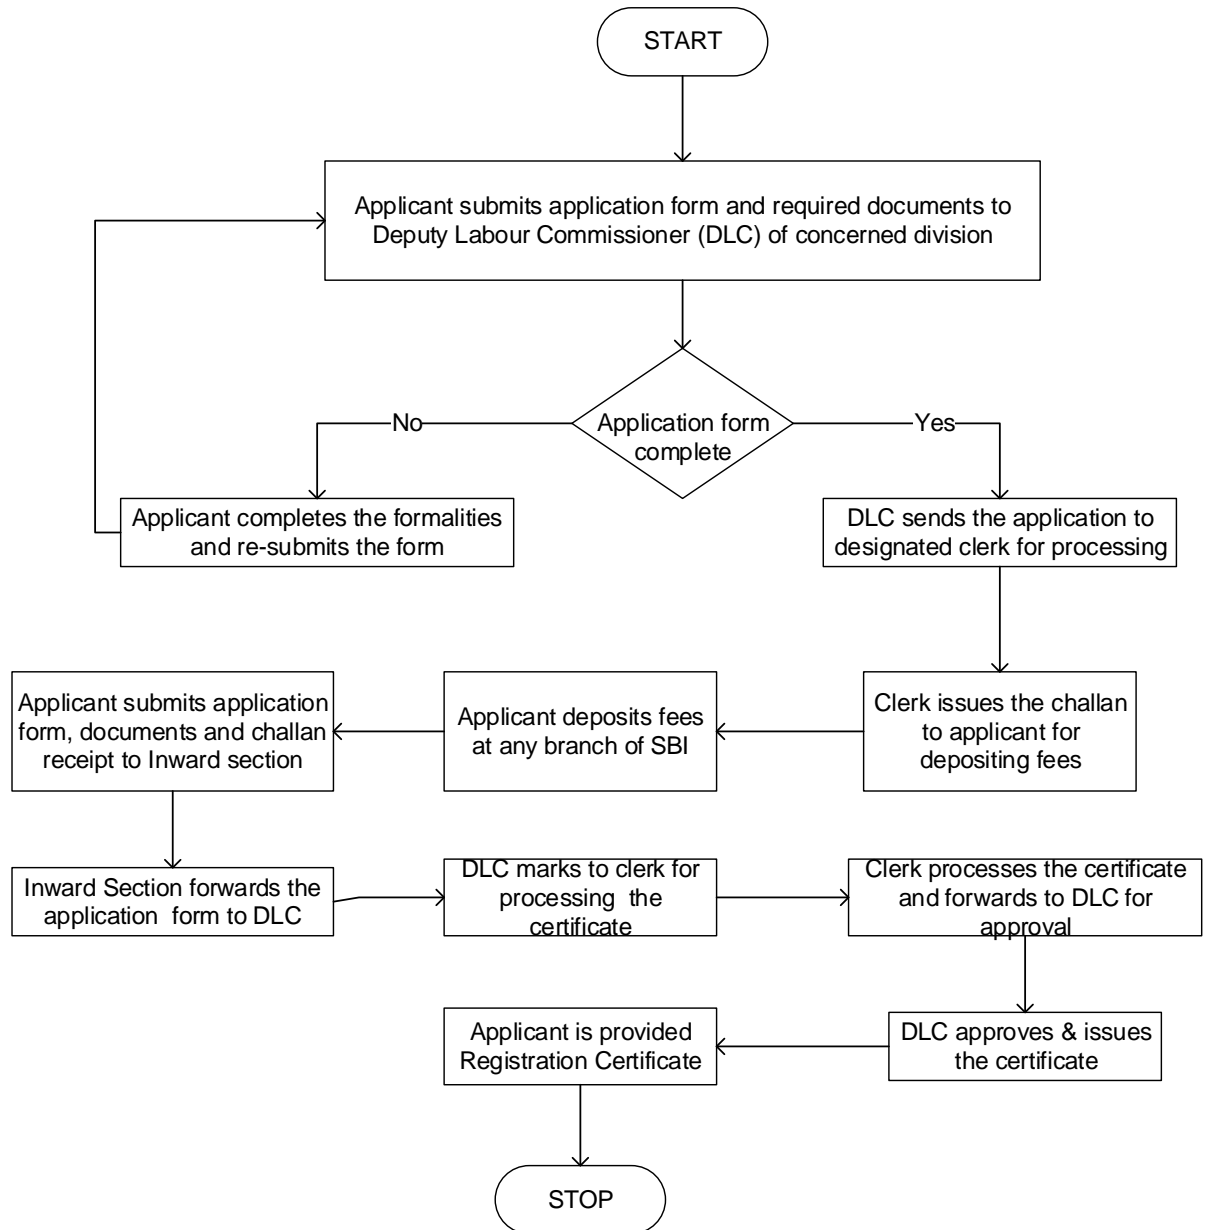 START
Applicant submits application form and required documents to
Deputy Labour Commissioner (DLC) of concerned division
Application form
complete
No
Yes
Applicant completes the formalities
and re-submits the form
DLC sends the application to
designated clerk for processing
Applicant submits application
form, documents and challan
receipt to Inward section
Applicant deposits fees
at any branch of SBI
Clerk issues the challan
to applicant for
depositing fees
Inward Section forwards the
application form to DLC
DLC marks to clerk for
processing the
certificate
Clerk processes the certificate
and forwards to DLC for
approval
Applicant is provided
Registration Certificate
DLC approves & issues
the certificate
STOP